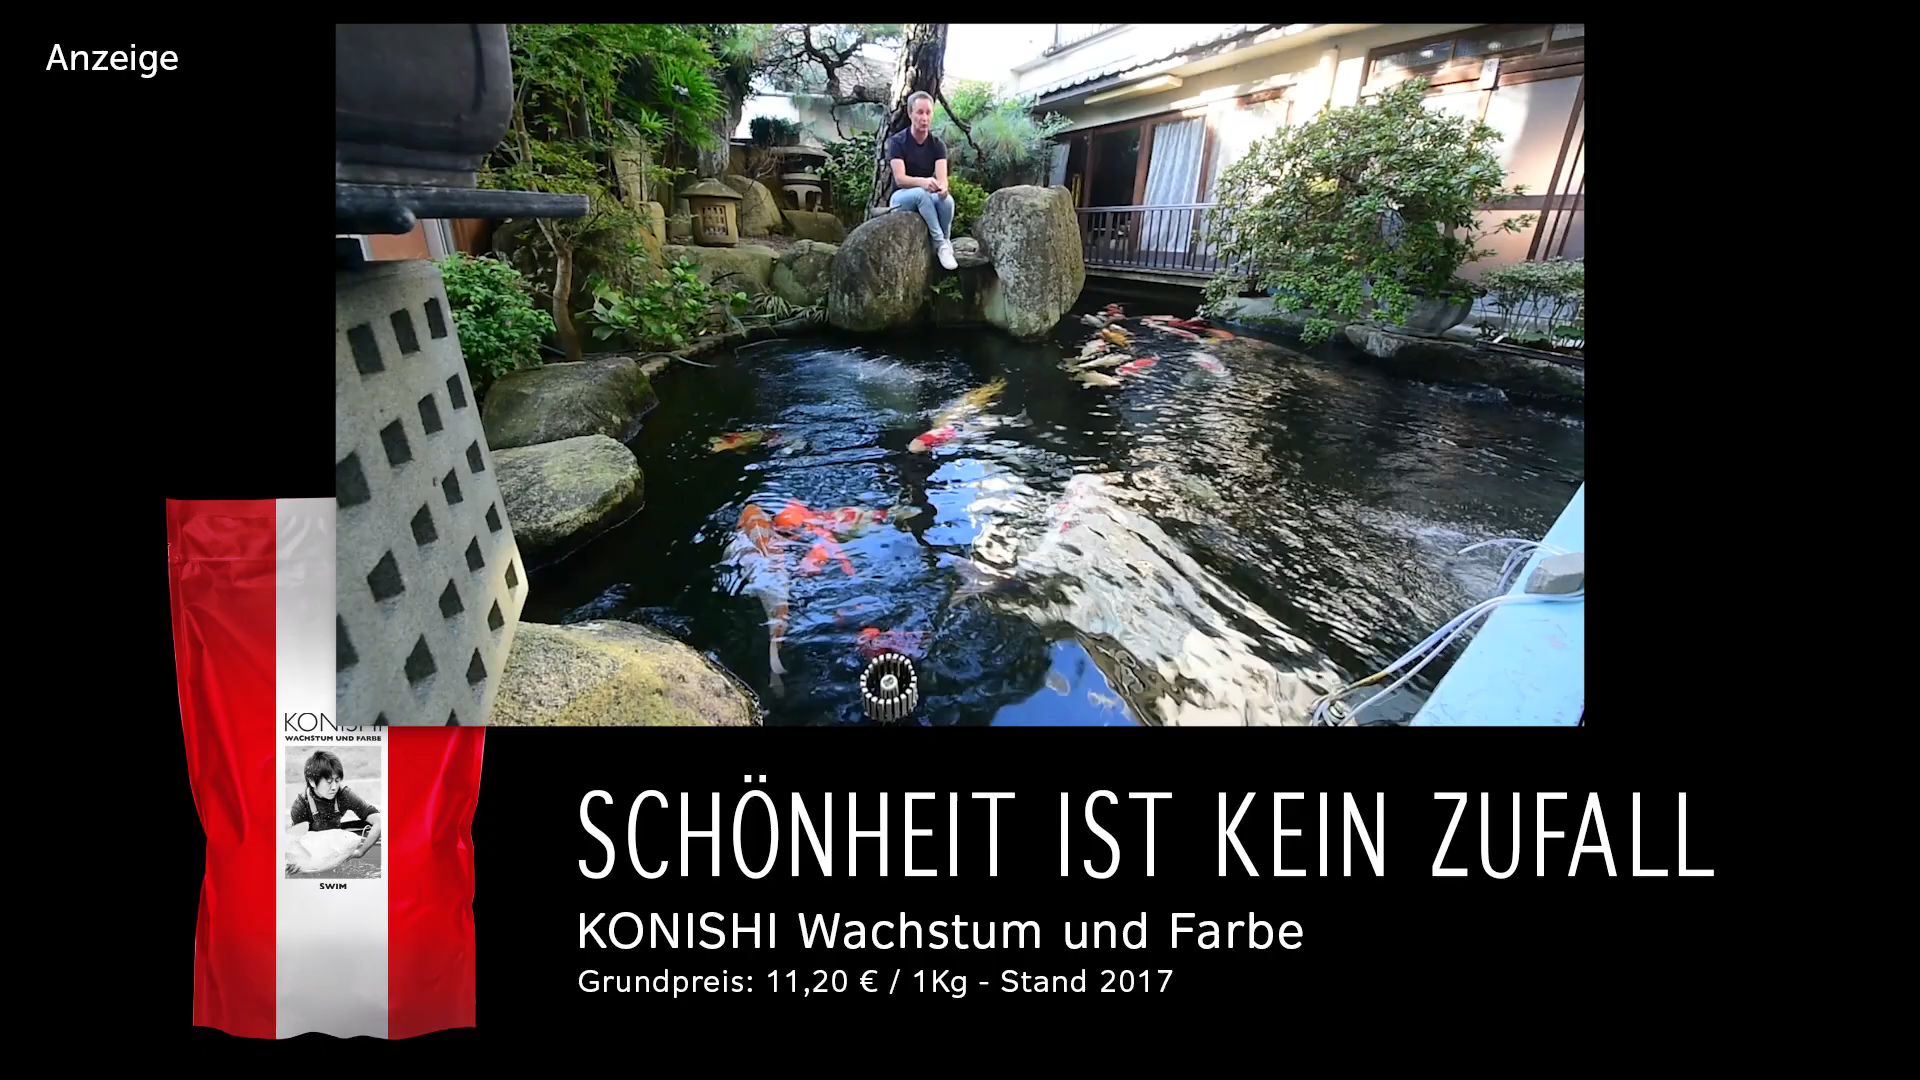 Anzeige
KONISHI
WACHSTUM UND FARBE
SWIM
SCHÖNHEIT IST KEIN ZUFALL
KONISHI Wachstum und Farbe
Grundpreis: 11,20 € / 1Kg - Stand 2017